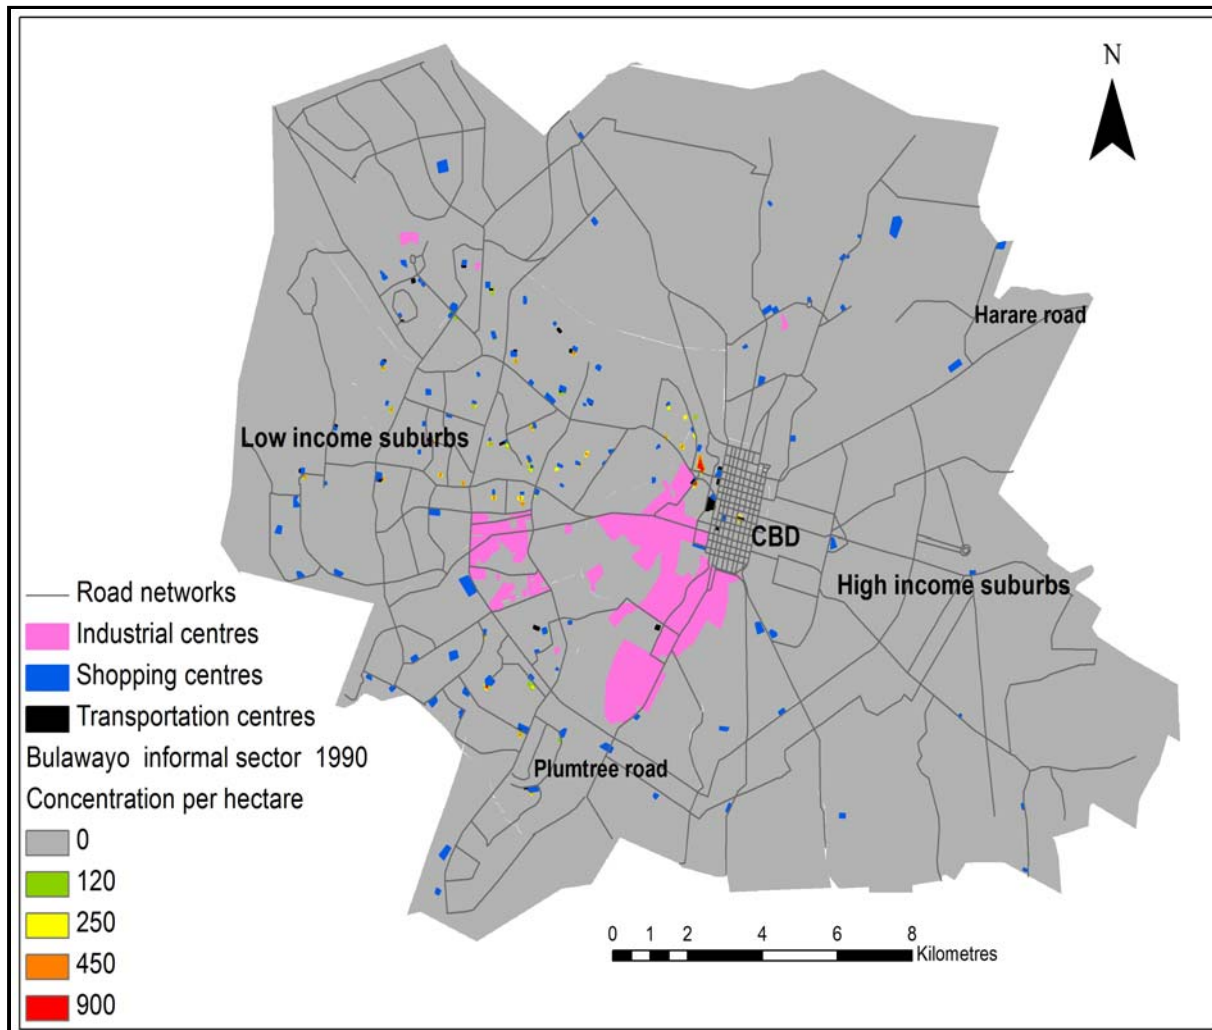 N
Harare road
Low income suburbs
CBD
High income suburbs
Plumtree road
Road networks
Industrial centres
Shopping centres
Transportation centres
Bulawayo informal sector 1990
Concentration per hectare
0
120
250
450
900
0 1 2 4 6 8
Kilometres